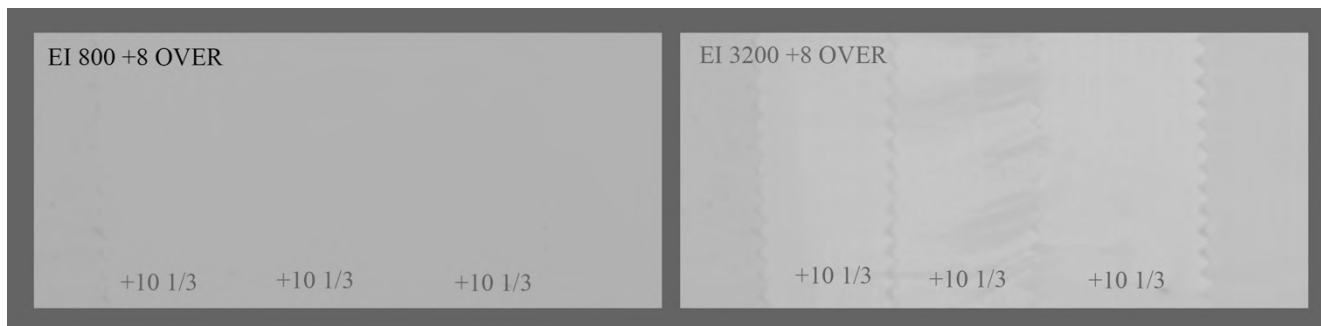 EI 800 +8 OVER
+10 1/3 +10 1/3 +10 1/3
EI 3200 +8 OVER
+10 1/3 +10 1/3 +10 1/3